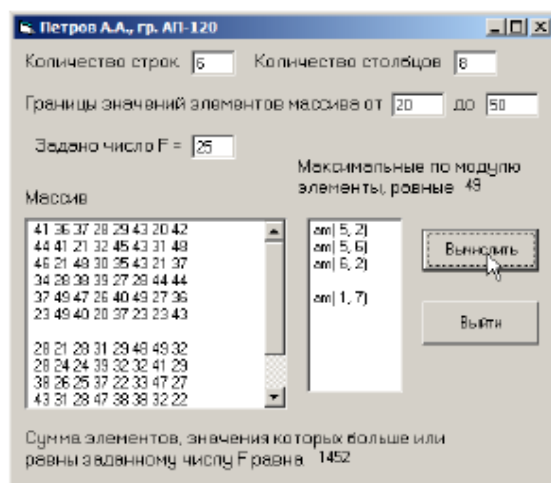 Петров А.А., гр. АП-120
Количество строк 6 Количество столбцов 8
Границы значений элементов массива от 20 до 50
Задано число F = 25
Максимальные по модулю
элементы, равные 49
Массив
41 36 37 28 29 43 20 42
44 41 21 32 45 43 31 48
46 21 48 30 35 43 21 37
34 28 38 39 27 28 44 44
37 49 47 26 40 49 27 36
23 49 40 20 37 23 23 43
28 21 28 31 29 48 49 32
28 24 24 39 32 32 41 29
38 26 25 37 22 33 47 27
43 31 28 47 38 38 32 22
am( 5, 2)
am( 5, 6)
am( 6, 2)
am( 1, 7)
Вычислить
Выйти
Сумма элементов, значения которых больше или
равны заданному числу F равна 1452